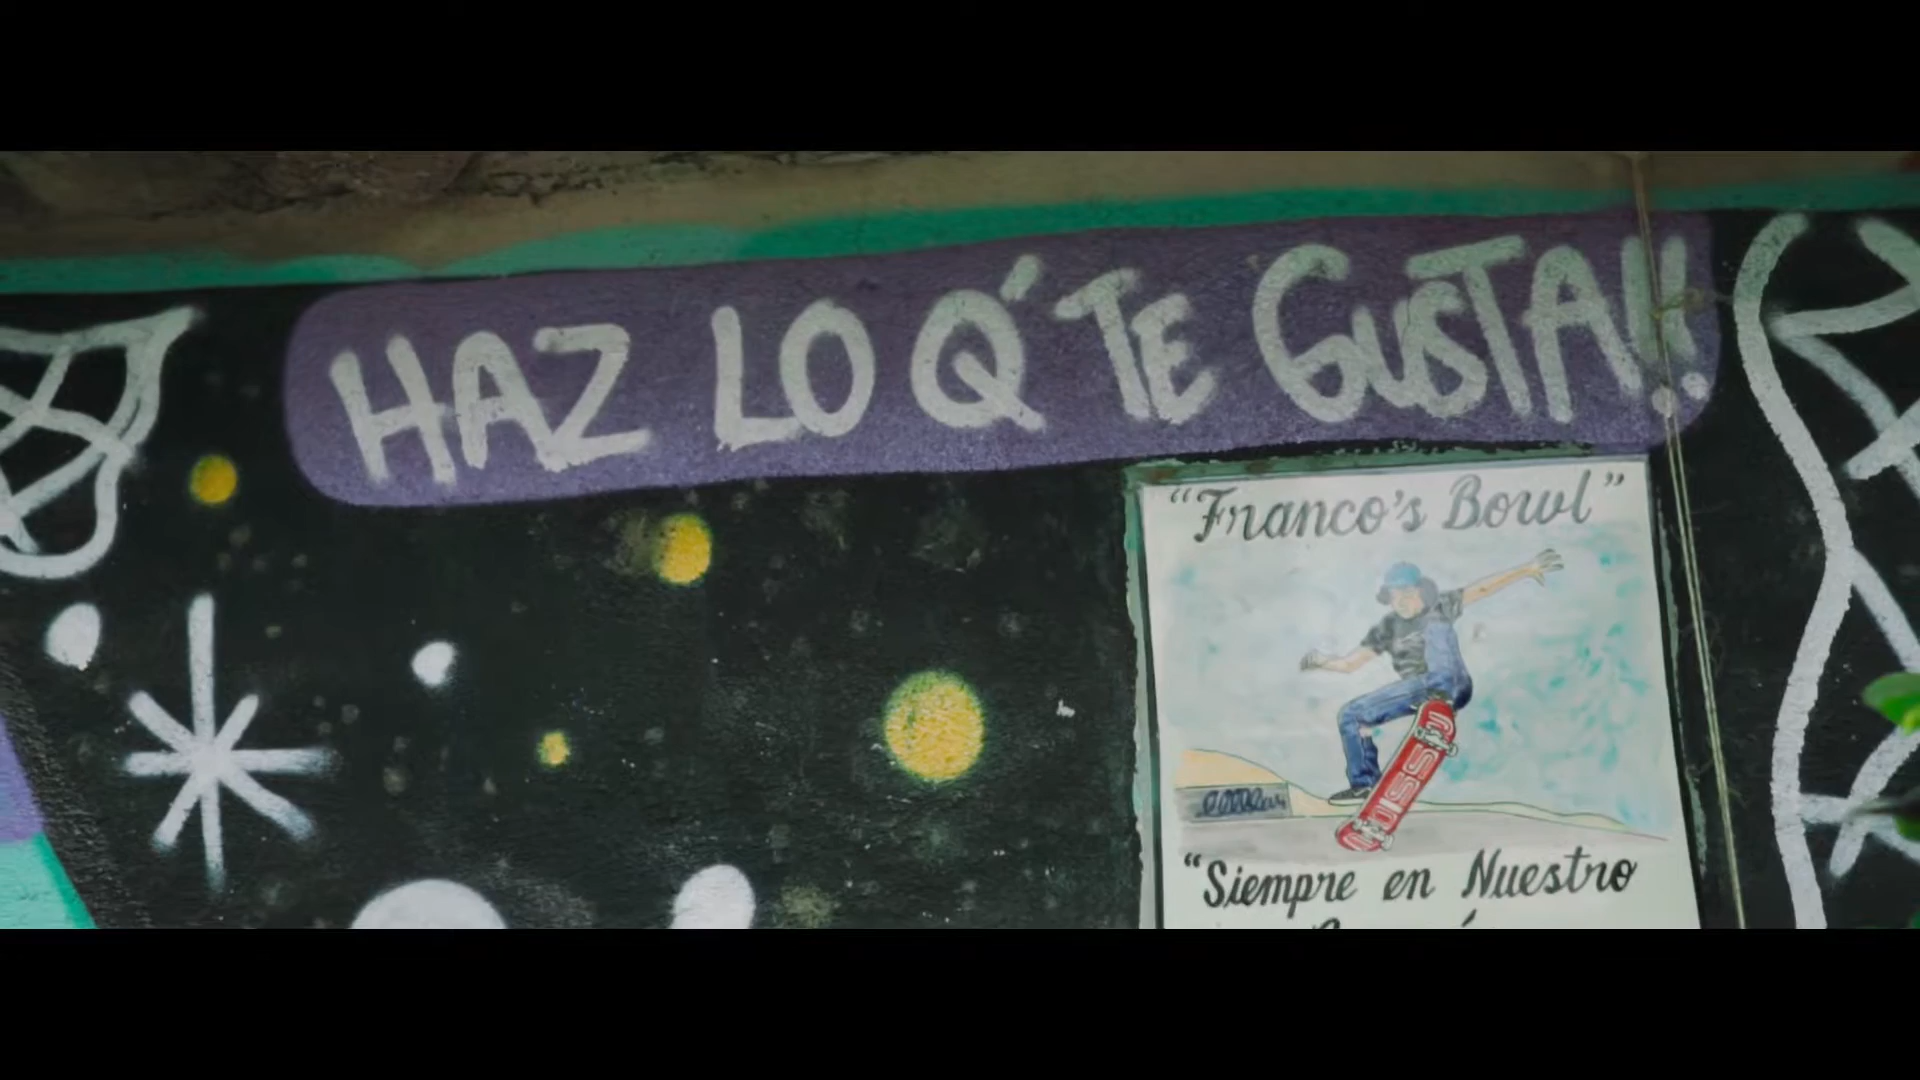 HAZ LO Q' TE GUSTA!!
"Franco's Bowl"
"Siempre en Nuestro